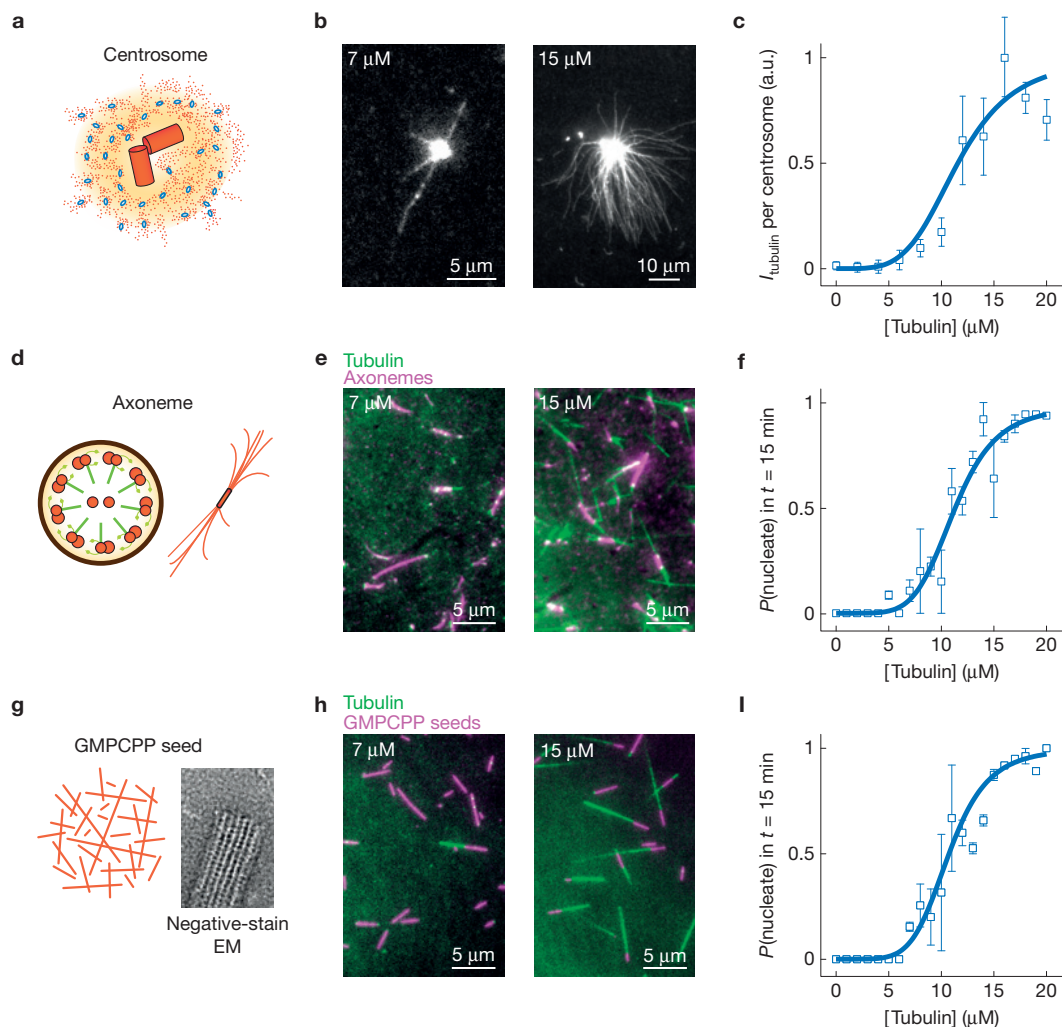 a
Centrosome
b
7 μM
5 μm
15 μM
10 μm
c
I tubulin per centrosome (a.u.)
1
0.5
0
0 5 10 15 20
[Tubulin] (μM)
d
Axoneme
e
Tubulin
Axonemes
7 μM
5 μm
15 μM
5 μm
f
P(nucleate) in t = 15 min
1
0.5
0
0 5 10 15 20
[Tubulin] (μM)
g
GMPCPP seed
Negative-stain
EM
h
Tubulin
GMPCPP seeds
7 μM
5 μm
15 μM
5 μm
I
P(nucleate) in t = 15 min
1
0.5
0
0 5 10 15 20
[Tubulin] (μM)